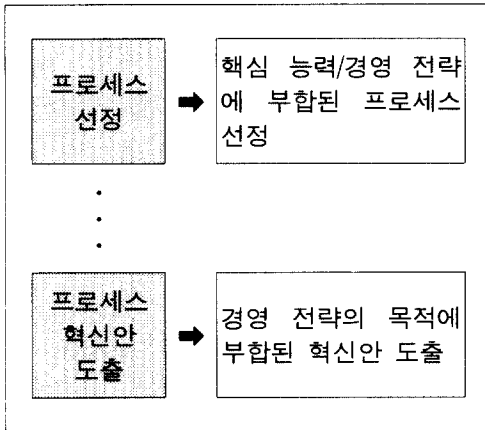 프로세스
선정
핵심 능력/경영 전략
에 부합된 프로세스
선정
프로세스
혁신안
도출
경영 전략의 목적에
부합된 혁신안 도출